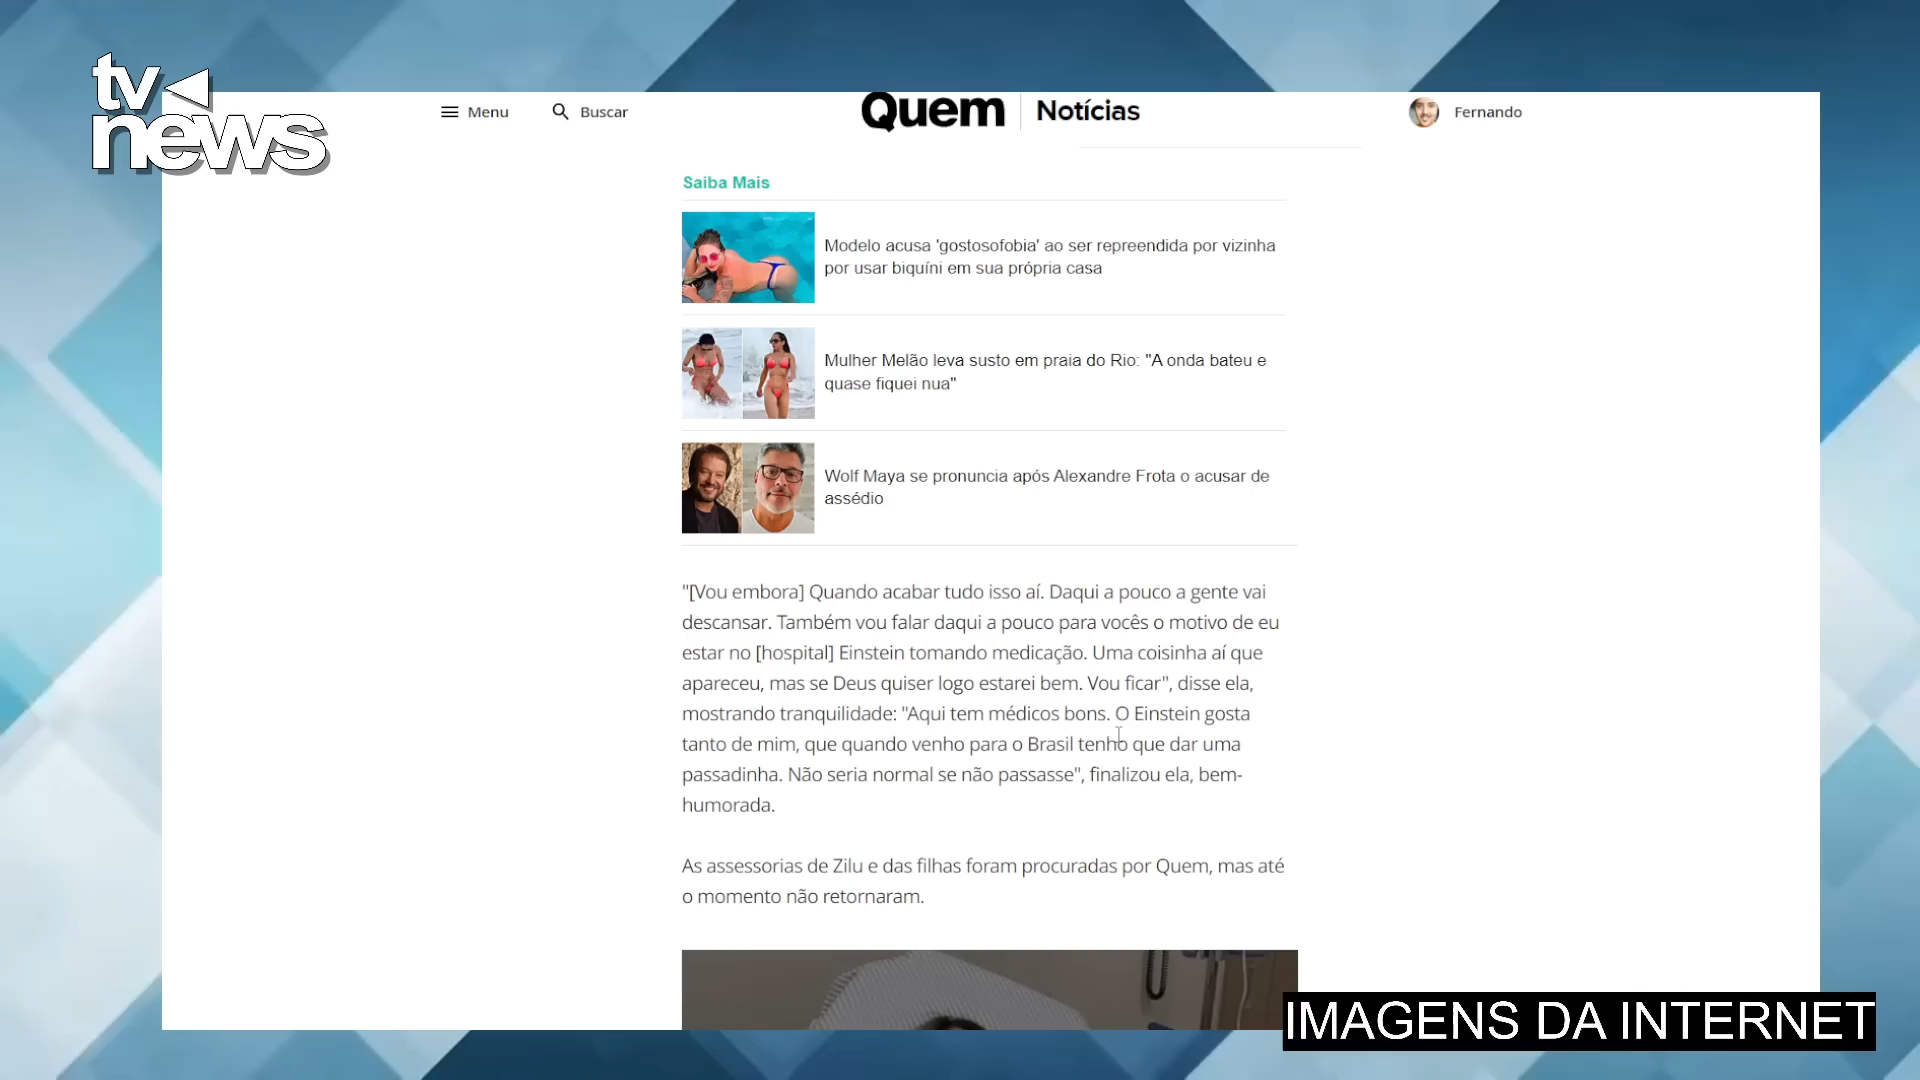 tv
news
Menu
Buscar
Quem
Notícias
Fernando
Saiba Mais
Modelo acusa 'gostosofobia' ao ser repreendida por vizinha
por usar biquíni em sua própria casa
Mulher Melão leva susto em praia do Rio: "A onda bateu e
quase fiquei nua"
Wolf Maya se pronuncia após Alexandre Frota o acusar de
assédio
"[Vou embora] Quando acabar tudo isso aí. Daqui a pouco a gente vai
descansar. Também vou falar daqui a pouco para vocês o motivo de eu
estar no [hospital] Einstein tomando medicação. Uma coisinha aí que
apareceu, mas se Deus quiser logo estarei bem. Vou ficar", disse ela,
mostrando tranquilidade: "Aqui tem médicos bons. O Einstein gosta
tanto de mim, que quando venho para o Brasil tenho que dar uma
passadinha. Não seria normal se não passasse", finalizou ela, bem-
humorada.
As assessorias de Zilu e das filhas foram procuradas por Quem, mas até
o momento não retornaram.
IMAGENS DA INTERNET